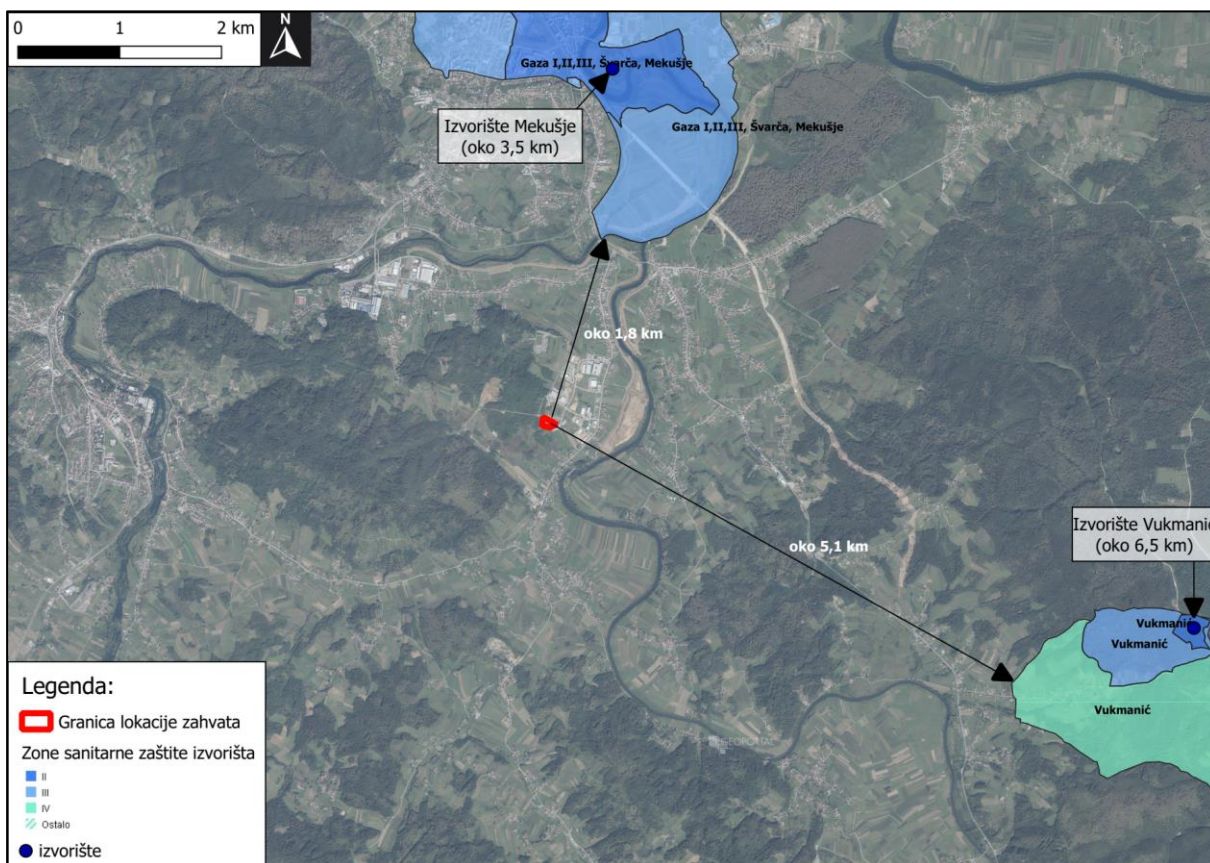 0 1 2 km
N
Gaza I,II,III, Švarča, Mekušje
Izvorište Mekušje
(oko 3,5 km)
Gaza I,II,III, Švarča, Mekušje
oko 1,8 km
oko 5,1 km
Izvorište Vukmanić
(oko 6,5 km)
Vukmanić
Vukmanić
Vukmanić
GEOPORTAL
Legenda:
Granica lokacije zahvata
Zone sanitarne zaštite izvorišta
II
III
IV
Ostalo
izvorište